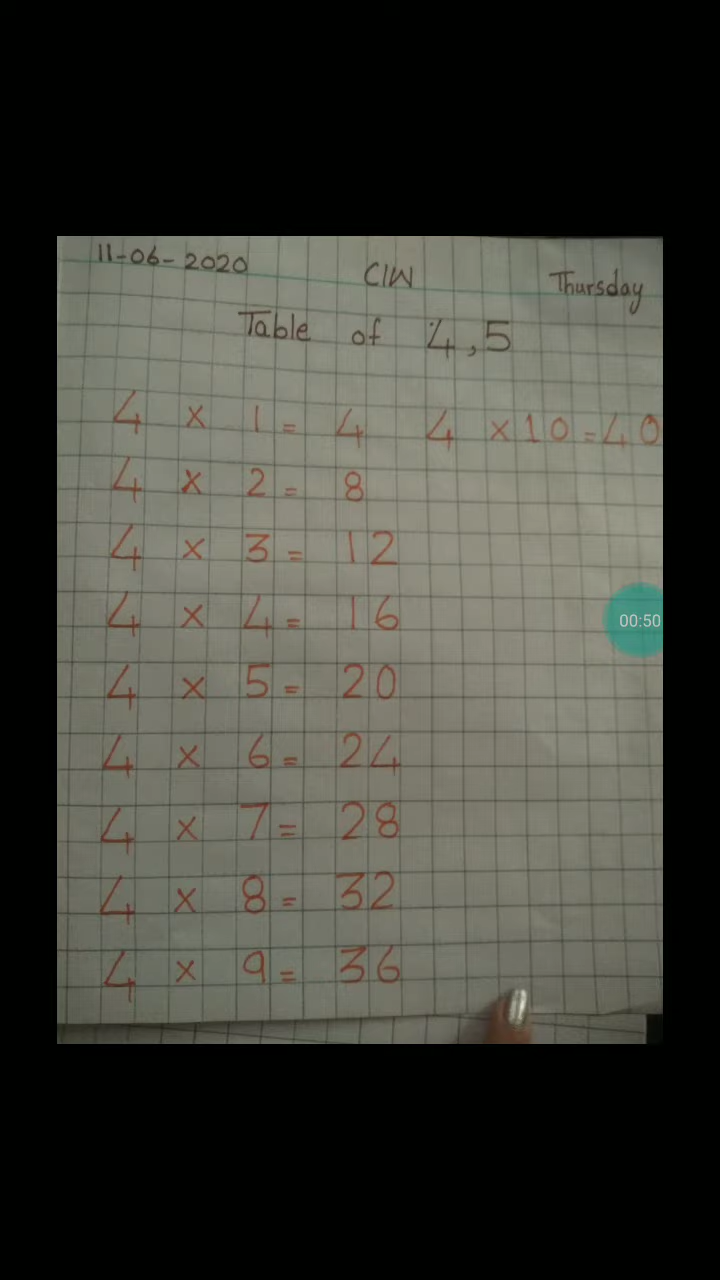 11-06-2020 C/W Thursday
Table of 4,5
4 × 1 = 4 4 × 10 = 40
4 × 2 = 8
4 × 3 = 12
4 × 4 = 16
00:50
4 × 5 = 20
4 × 6 = 24
4 × 7 = 28
4 × 8 = 32
4 × 9 = 36